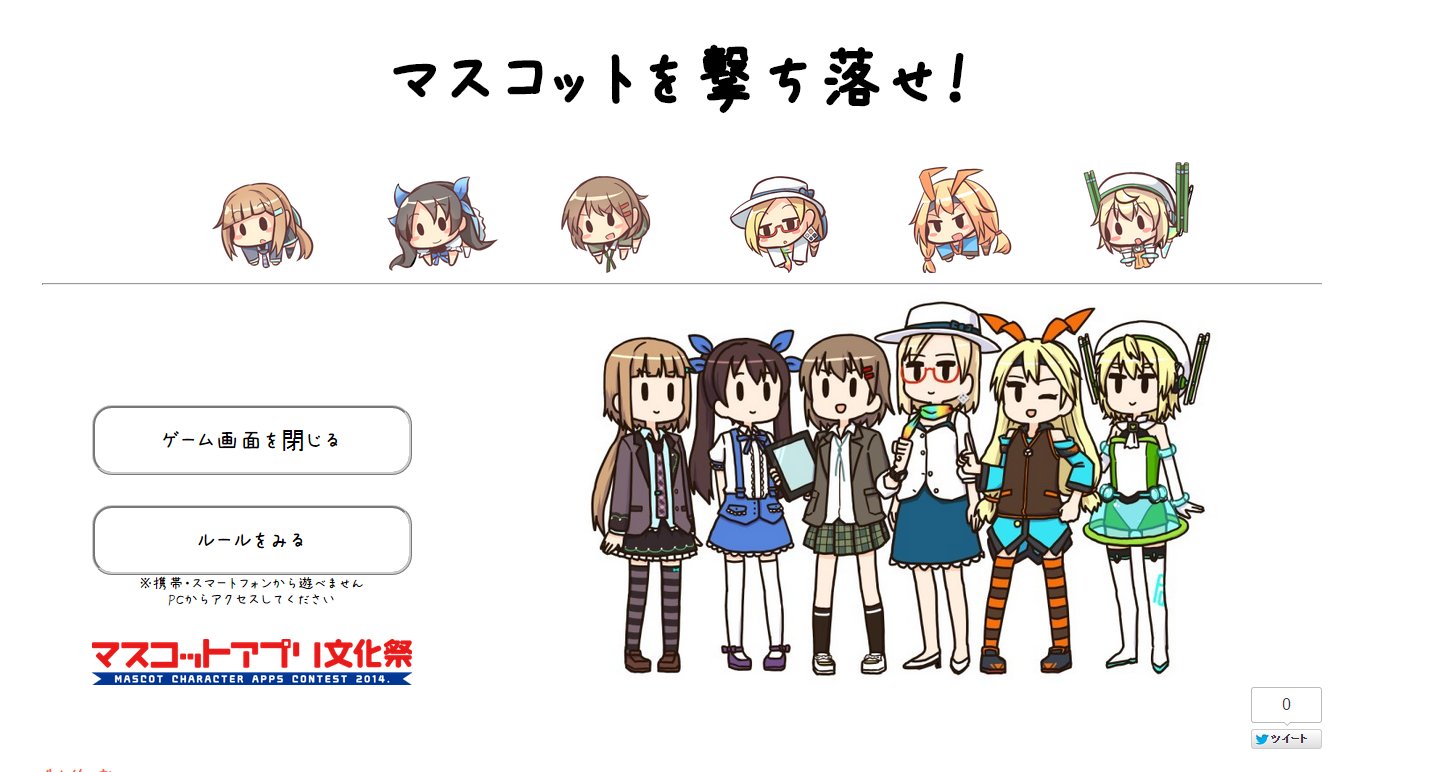 マスコットを撃ち落せ!
ゲーム画面を閉じる
ルールをみる
※携帯・スマートフォンから遊べません
PCからアクセスしてください
マスコットアプリ文化祭
MASCOT CHARACTER APPS CONTEST 2014.
0
ツイート